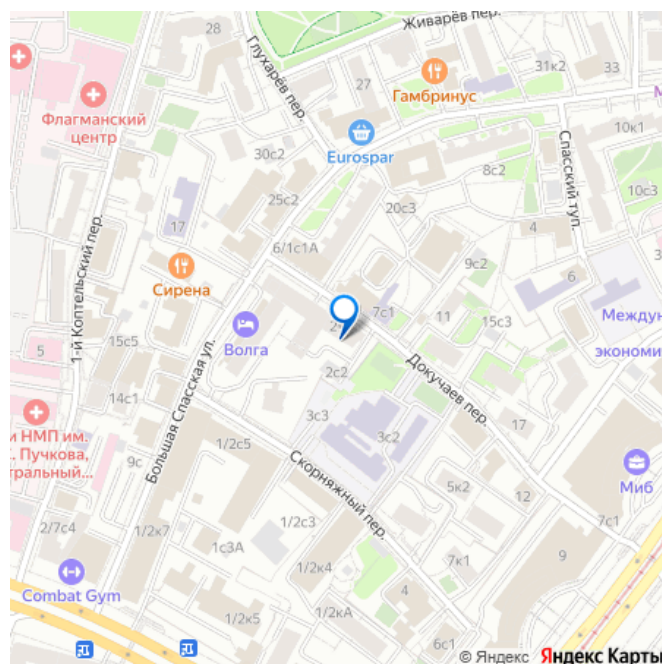 Живарёв пер.
28
Глухарёв пер.
27
Гамбринус
31к2
33
Флагманский
центр
Eurospar
Спасский туп.
10к1
30с2
8с2
25с2
20с3
10с3
17
4
6/1с1А
9с2
Сирена
6
1-й Коптельский пер.
7с1
11
15с3
Междун
Волга
экономи
5
15с5
Большая Спасская ул.
2с2
Докучаев пер.
14с1
3с3
17
и НМП им.
Пучкова,
тральный...
9с
1/2с5
3с2
Скорняжный пер.
Миб
5к2
12
2/7с4
1/2к7
1/2с3
7с1
1с3А
7к1
9
Combat Gym
1/2к4
4
1/2к5
1/2кА
6с1
© Яндекс Яндекс Карты